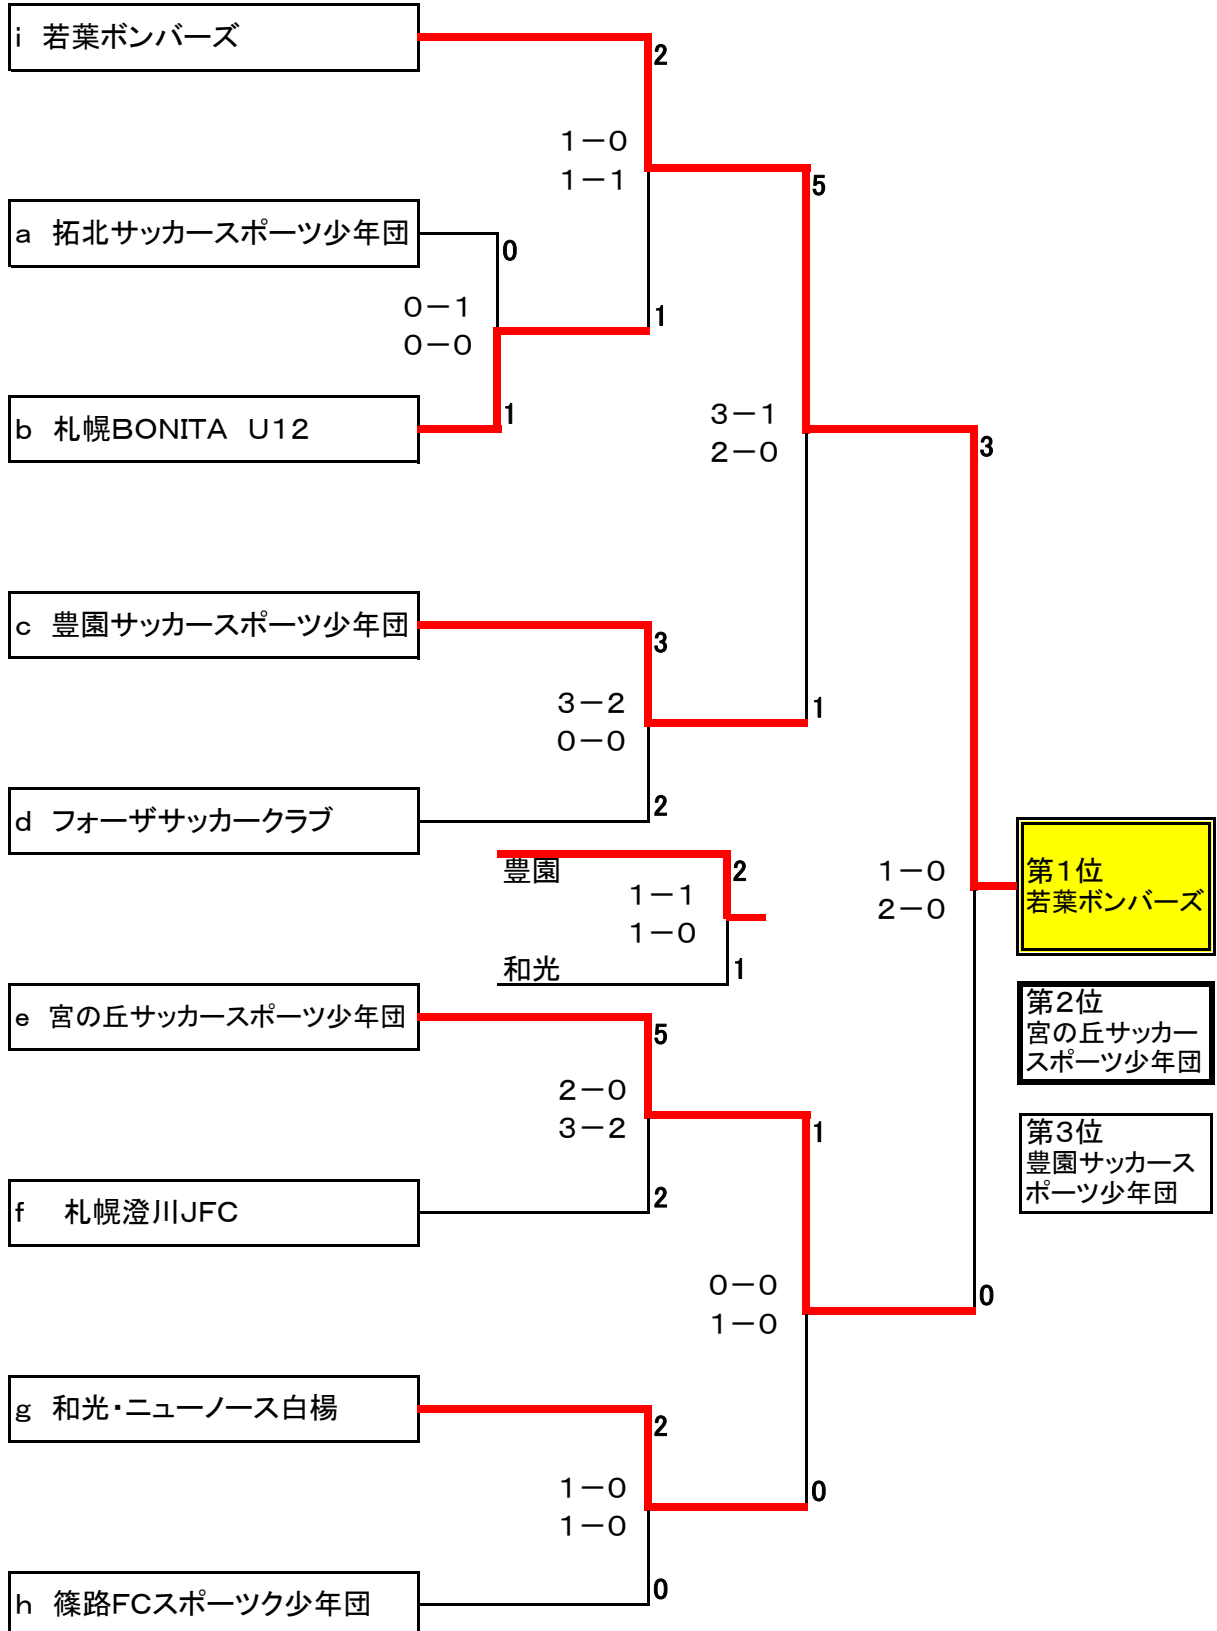 i 若葉ボンバーズ
2
1－0
1－1
5
a 拓北サッカースポーツ少年団
0
0－1
0－0
1
b 札幌BONITA U12
1
3－1
2－0
3
c 豊園サッカースポーツ少年団
3
3－2
0－0
1
d フォーザサッカークラブ
2
豊園
2
1－1
1－0
和光
1
1－0
2－0
第1位
若葉ボンバーズ
第2位
宮の丘サッカー
スポーツ少年団
第3位
豊園サッカース
ポーツ少年団
e 宮の丘サッカースポーツ少年団
5
2－0
3－2
1
f 札幌澄川JFC
2
0－0
1－0
0
g 和光・ニューノース白楊
2
1－0
1－0
0
h 篠路FCスポーツク少年団
0